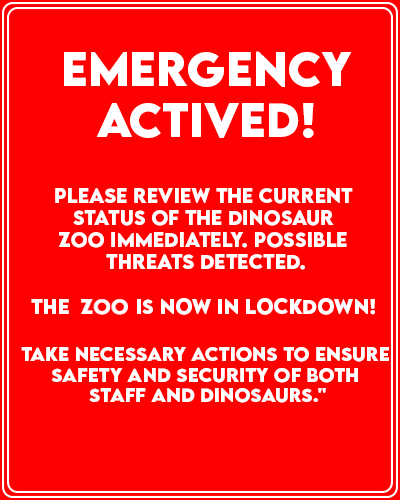 EMERGENCY
ACTIVED!
PLEASE REVIEW THE CURRENT
STATUS OF THE DINOSAUR
ZOO IMMEDIATELY. POSSIBLE
THREATS DETECTED.
THE ZOO IS NOW IN LOCKDOWN!
TAKE NECESSARY ACTIONS TO ENSURE
SAFETY AND SECURITY OF BOTH
STAFF AND DINOSAURS."